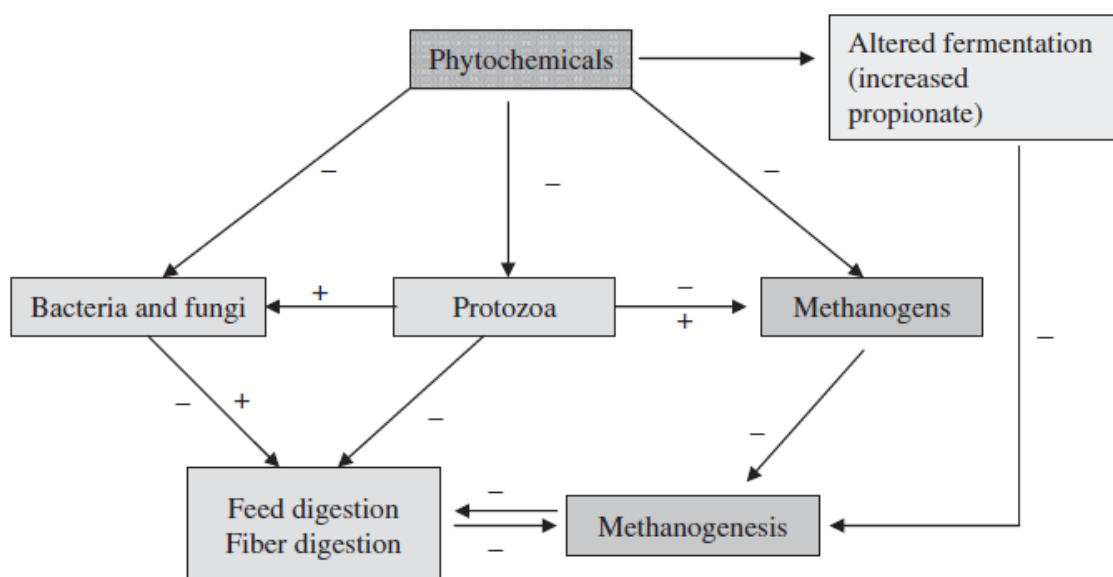 Phytochemicals
Altered fermentation
(increased
propionate)
–
–
–
Bacteria and fungi
+
Protozoa
–
+
Methanogens
–
–
+
–
–
Feed digestion
Fiber digestion
–
–
Methanogenesis